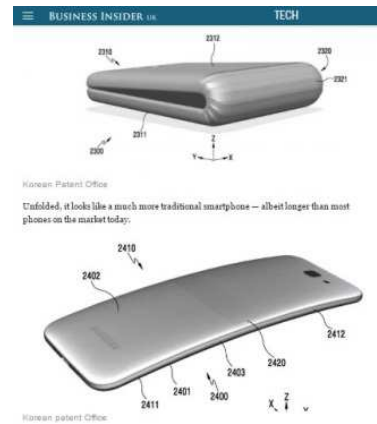 BUSINESS INSIDER UK
TECH
2310
2312
2320
2321
2311
2300
Z
Y
X
Korean Patent Office
Unfolded, it looks like a much more traditional smartphone — albeit longer than most
phones on the market today.
2410
2402
2412
2420
2403
2400
2401
2411
X
Z
Korean patent Office